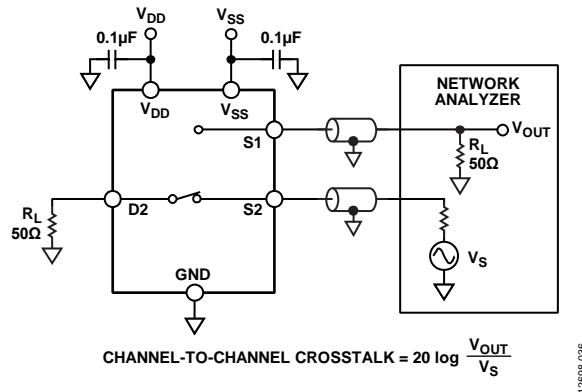 VDD
VSS
0.1µF
0.1µF
VDD
VSS
NETWORK
ANALYZER
S1
VOUT
RL
50Ω
RL
50Ω
D2
S2
VS
GND
CHANNEL-TO-CHANNEL CROSSTALK = 20 log VOUT
VS